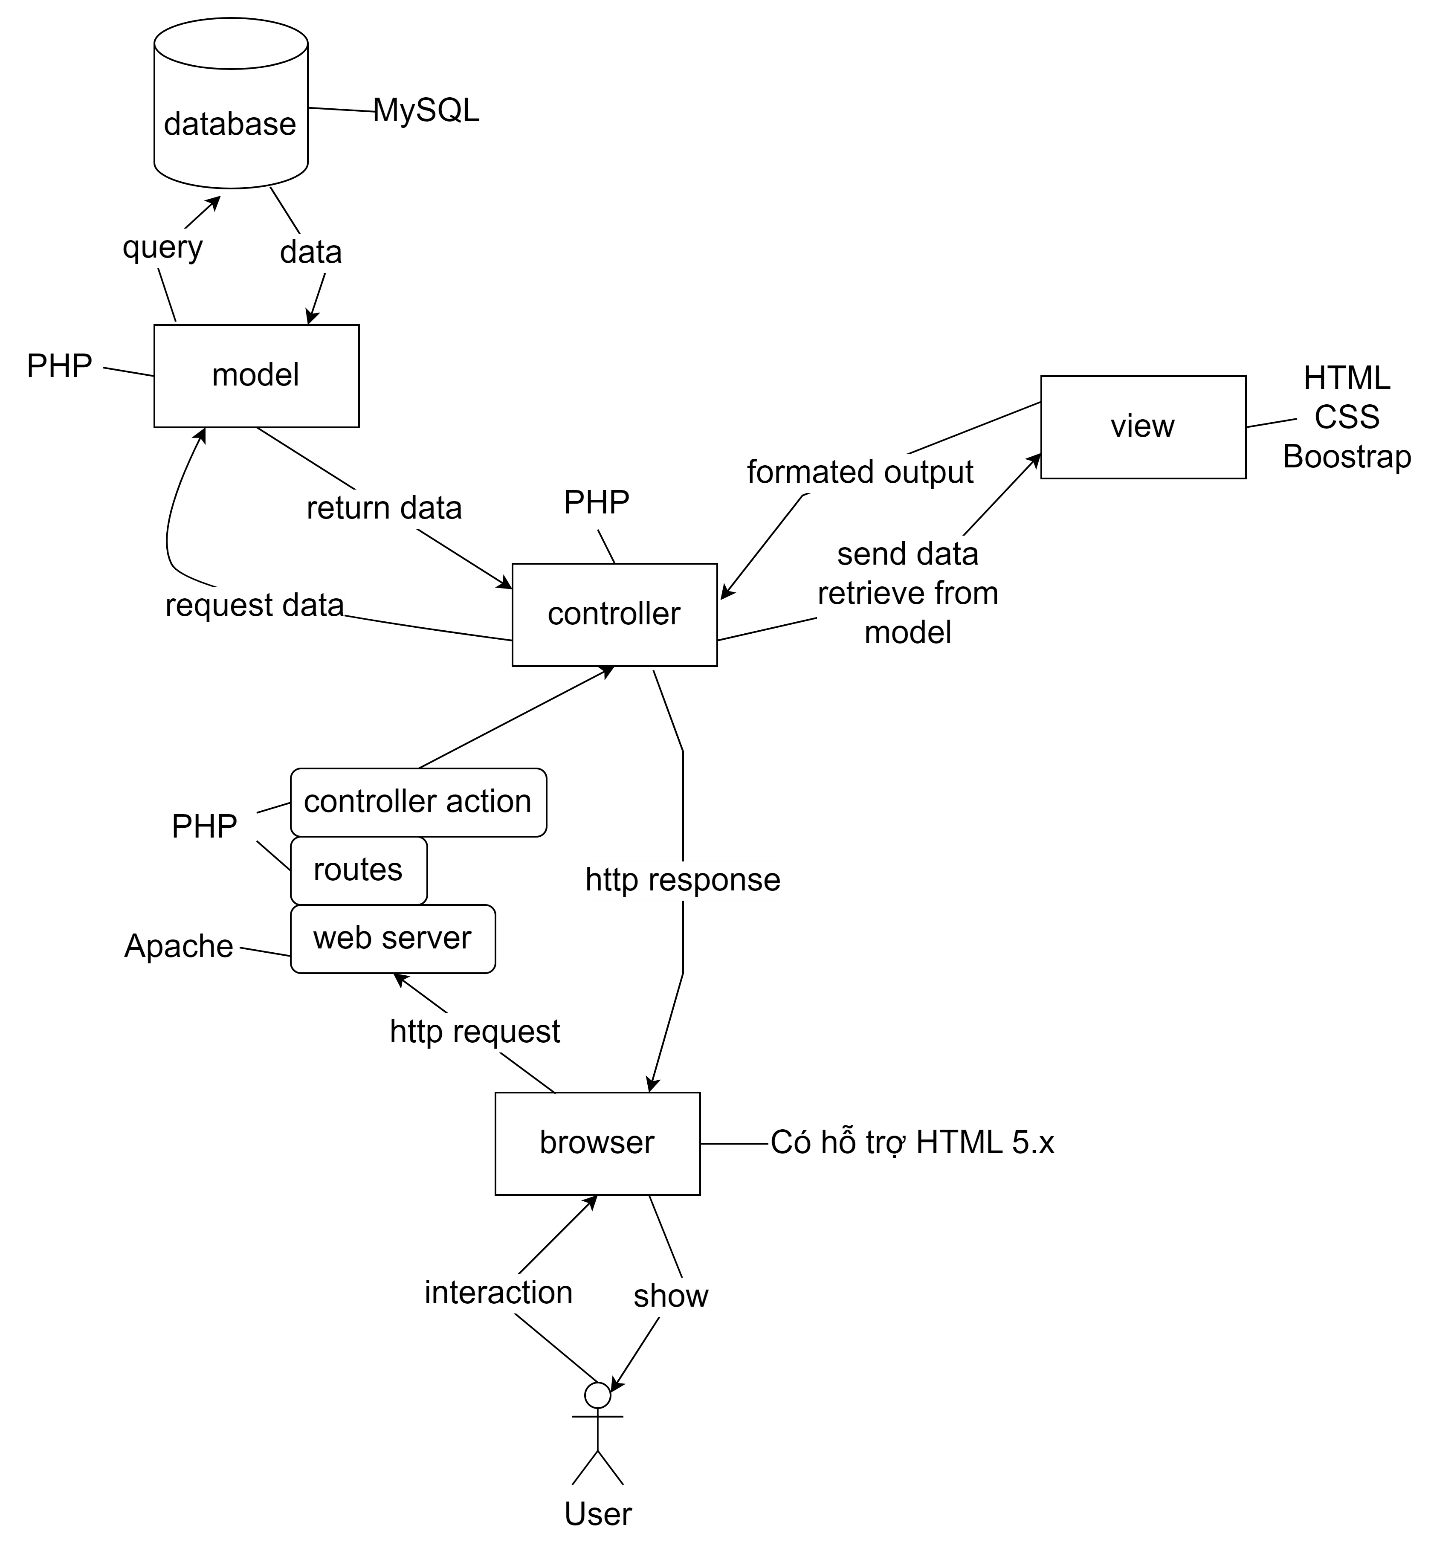 database
MySQL
query
data
PHP
model
view
HTML
CSS
Boostrap
formated output
return data
PHP
send data
retrieve from
model
request data
controller
controller action
PHP
routes
http response
web server
Apache
http request
browser
Có hỗ trợ HTML 5.x
interaction
show
User